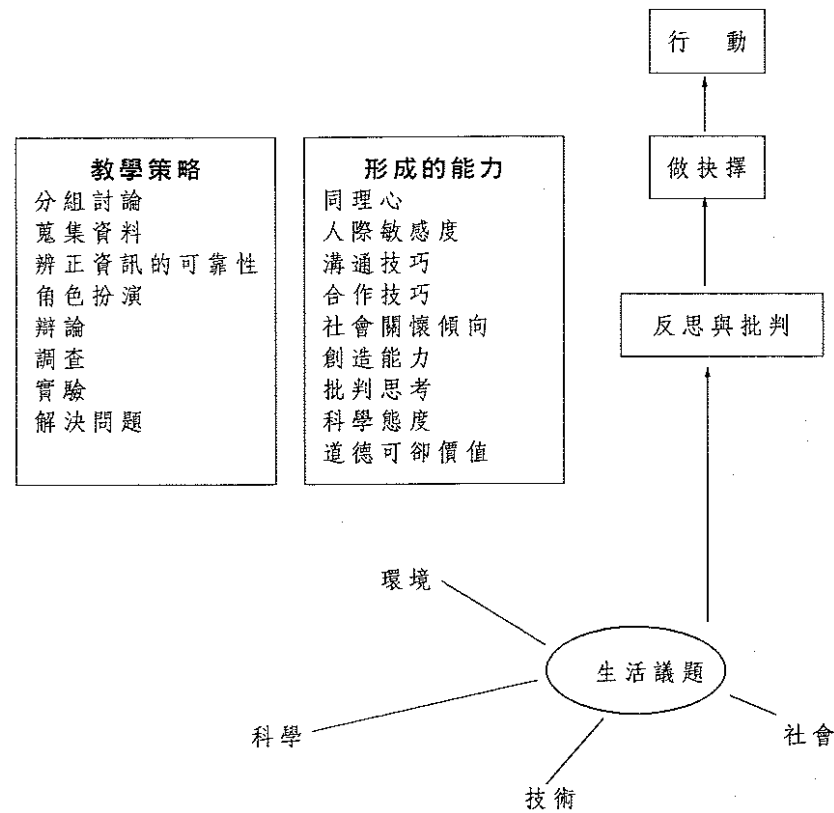 行 動
做抉擇
反思與批判
教學策略
分組討論
蒐集資料
辨正資訊的可靠性
角色扮演
辯論
調查
實驗
解決問題
形成的能力
同理心
人際敏感度
溝通技巧
合作技巧
社會關懷傾向
創造能力
批判思考
科學態度
道德可卻價值
環境
生活議題
科學
社會
技術